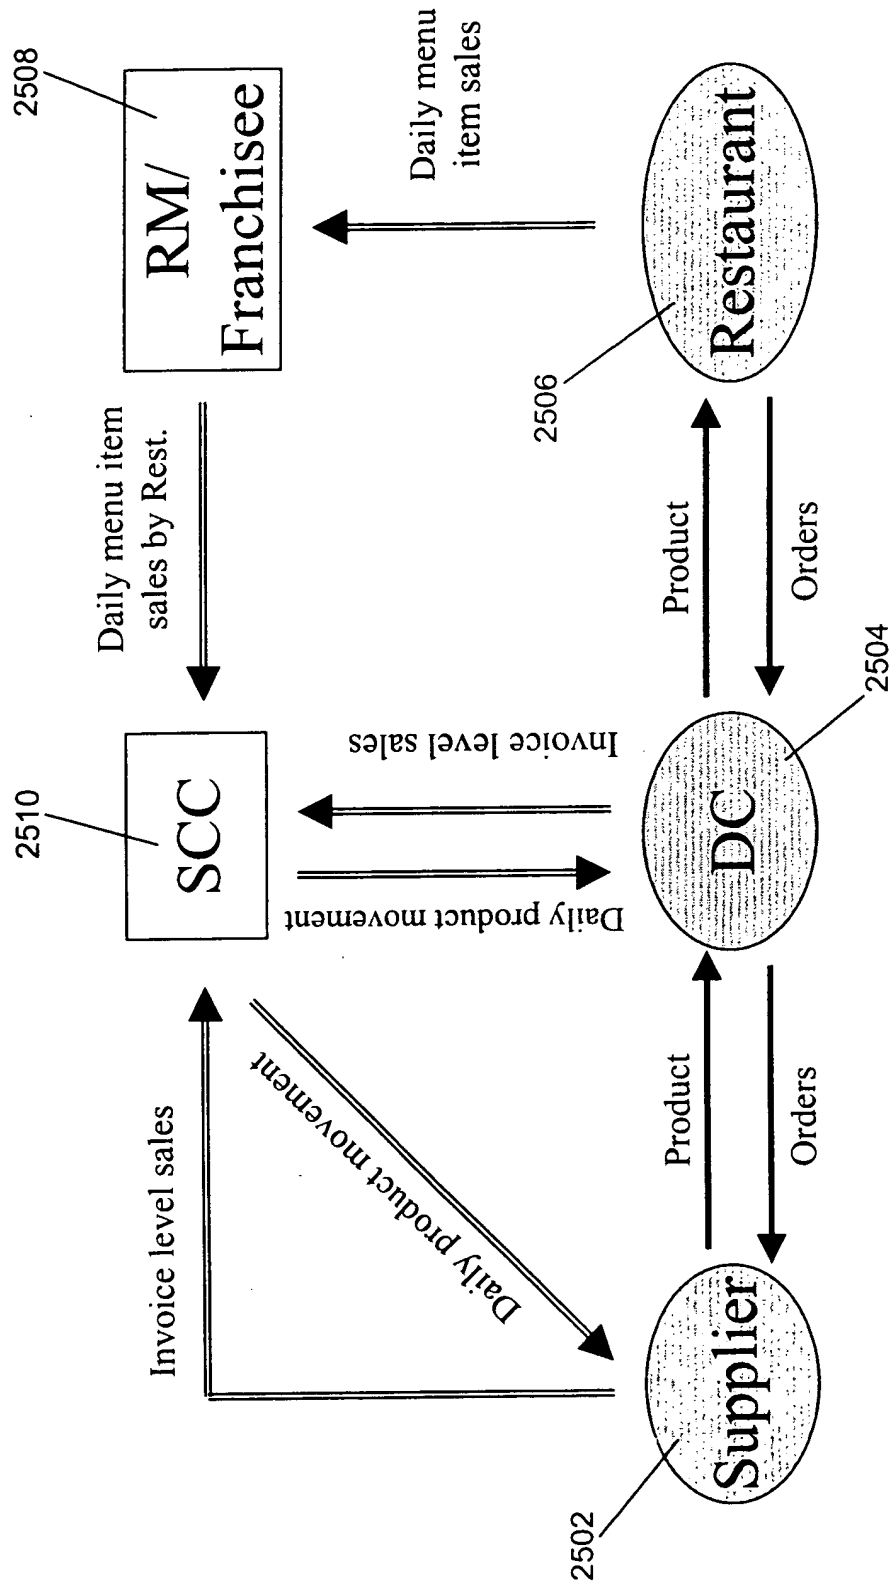 2510
2508
SCC
RM/
Franchisee
Invoice level sales
Daily menu item
sales by Rest.
Daily product movement
Daily product movement
Invoice level sales
Daily menu
item sales
2502
2506
Supplier
Product
Orders
DC
2504
Product
Orders
Restaurant